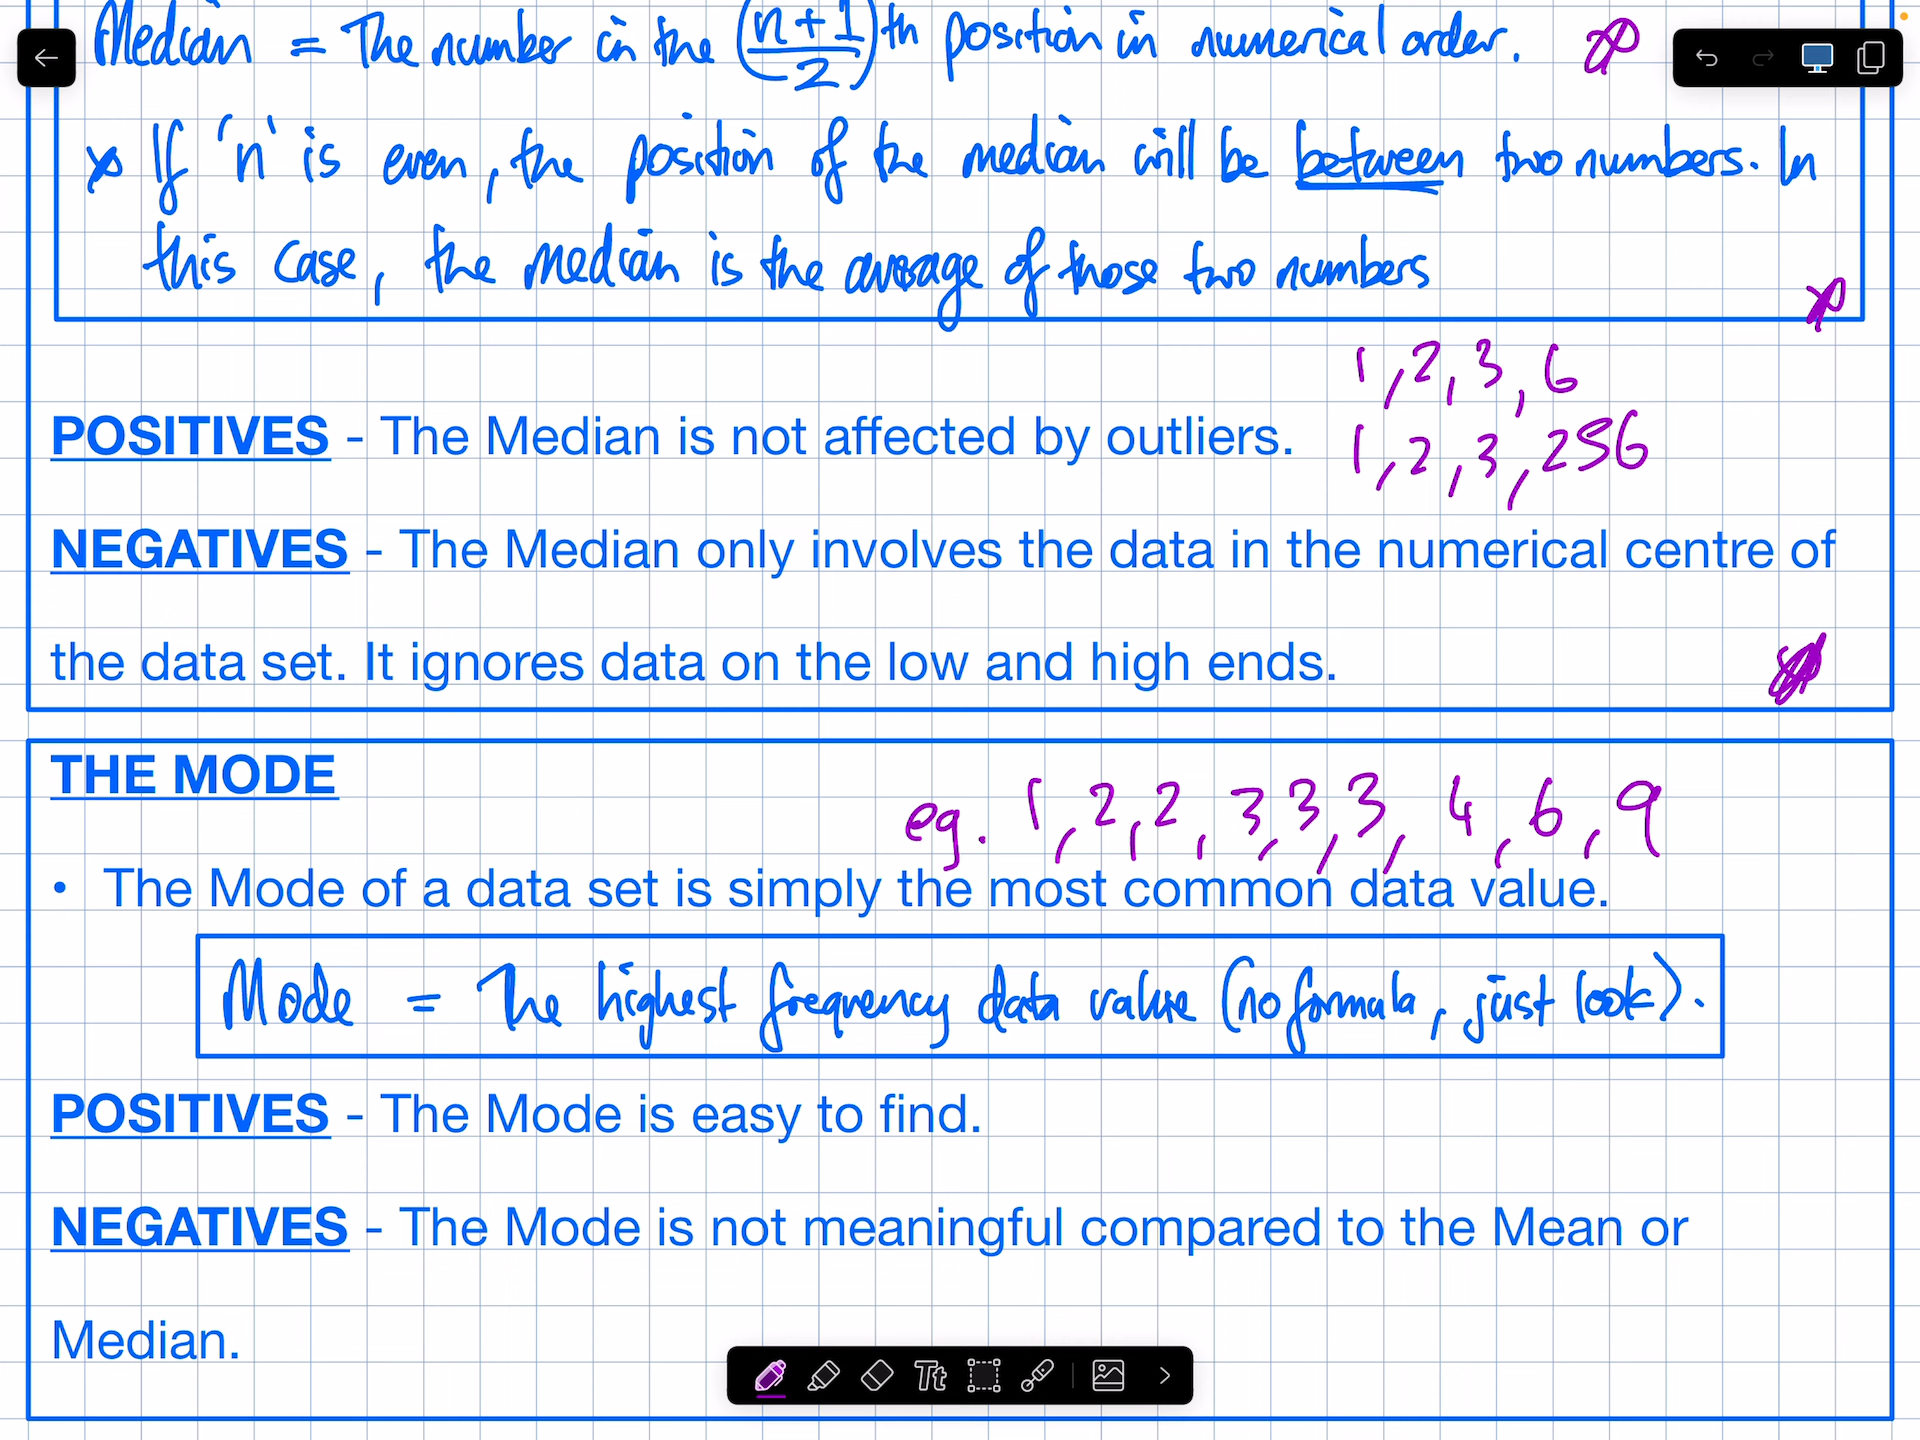 Median = The number in the (n+1/2)th position in numerical order.
* If 'n' is even, the position of the median will be between two numbers. In
this case, the median is the average of those two numbers
1, 2, 3, 6
POSITIVES - The Median is not affected by outliers.
1, 2, 3, 256
NEGATIVES - The Median only involves the data in the numerical centre of
the data set. It ignores data on the low and high ends.
THE MODE
eg. 1, 2, 2, 3, 3, 3, 4, 6, 9
• The Mode of a data set is simply the most common data value.
Mode = The highest frequency data value (no formula, just look).
POSITIVES - The Mode is easy to find.
NEGATIVES - The Mode is not meaningful compared to the Mean or
Median.
Tt